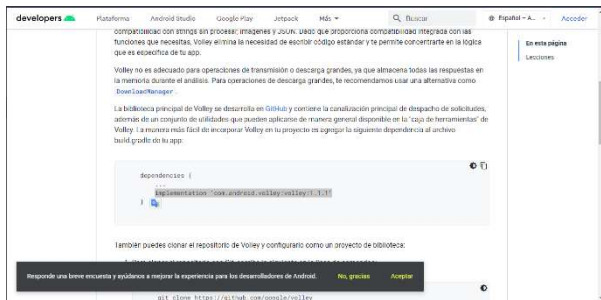 developers
Plataforma Android Studio Google Play Jetpack Más Buscar Español – A... Acceder
compatibilidad con strings sin procesar, imágenes y JSON. Dado que proporciona compatibilidad integrada con las
funciones que necesitas, Volley elimina la necesidad de escribir código estándar y te permite concentrarte en la lógica
que es específica de tu app.
En esta página
Lecciones
Volley no es adecuado para operaciones de transmisión o descarga grandes, ya que almacena todas las respuestas en
la memoria durante el análisis. Para operaciones de descarga grandes, te recomendamos usar una alternativa como
DownloadManager.
La biblioteca principal de Volley se desarrolla en GitHub y contiene la canalización principal de despacho de solicitudes,
además de un conjunto de utilidades que pueden aplicarse de manera general disponible en la "caja de herramientas" de
Volley. La manera más fácil de incorporar Volley en tu proyecto es agregar la siguiente dependencia al archivo
build.gradle de tu app:
dependencies {
...
implementation 'com.android.volley:volley:1.1.1'
}
También puedes clonar el repositorio de Volley y configurarlo como un proyecto de biblioteca:
Responde una breve encuesta y ayúdanos a mejorar la experiencia para los desarrolladores de Android. No, gracias Aceptar
git clone https://github.com/google/volley